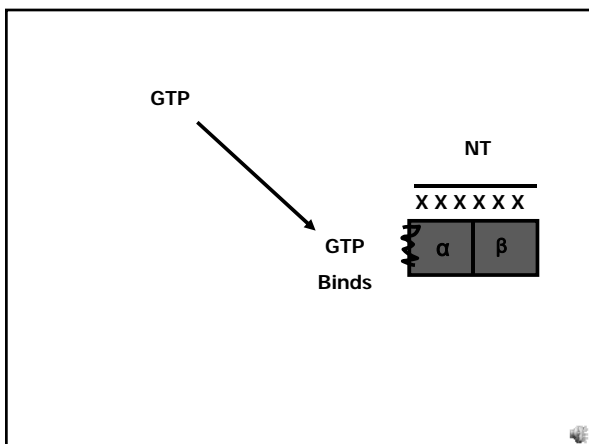 GTP
NT
X X X X X X
GTP
Binds
α β